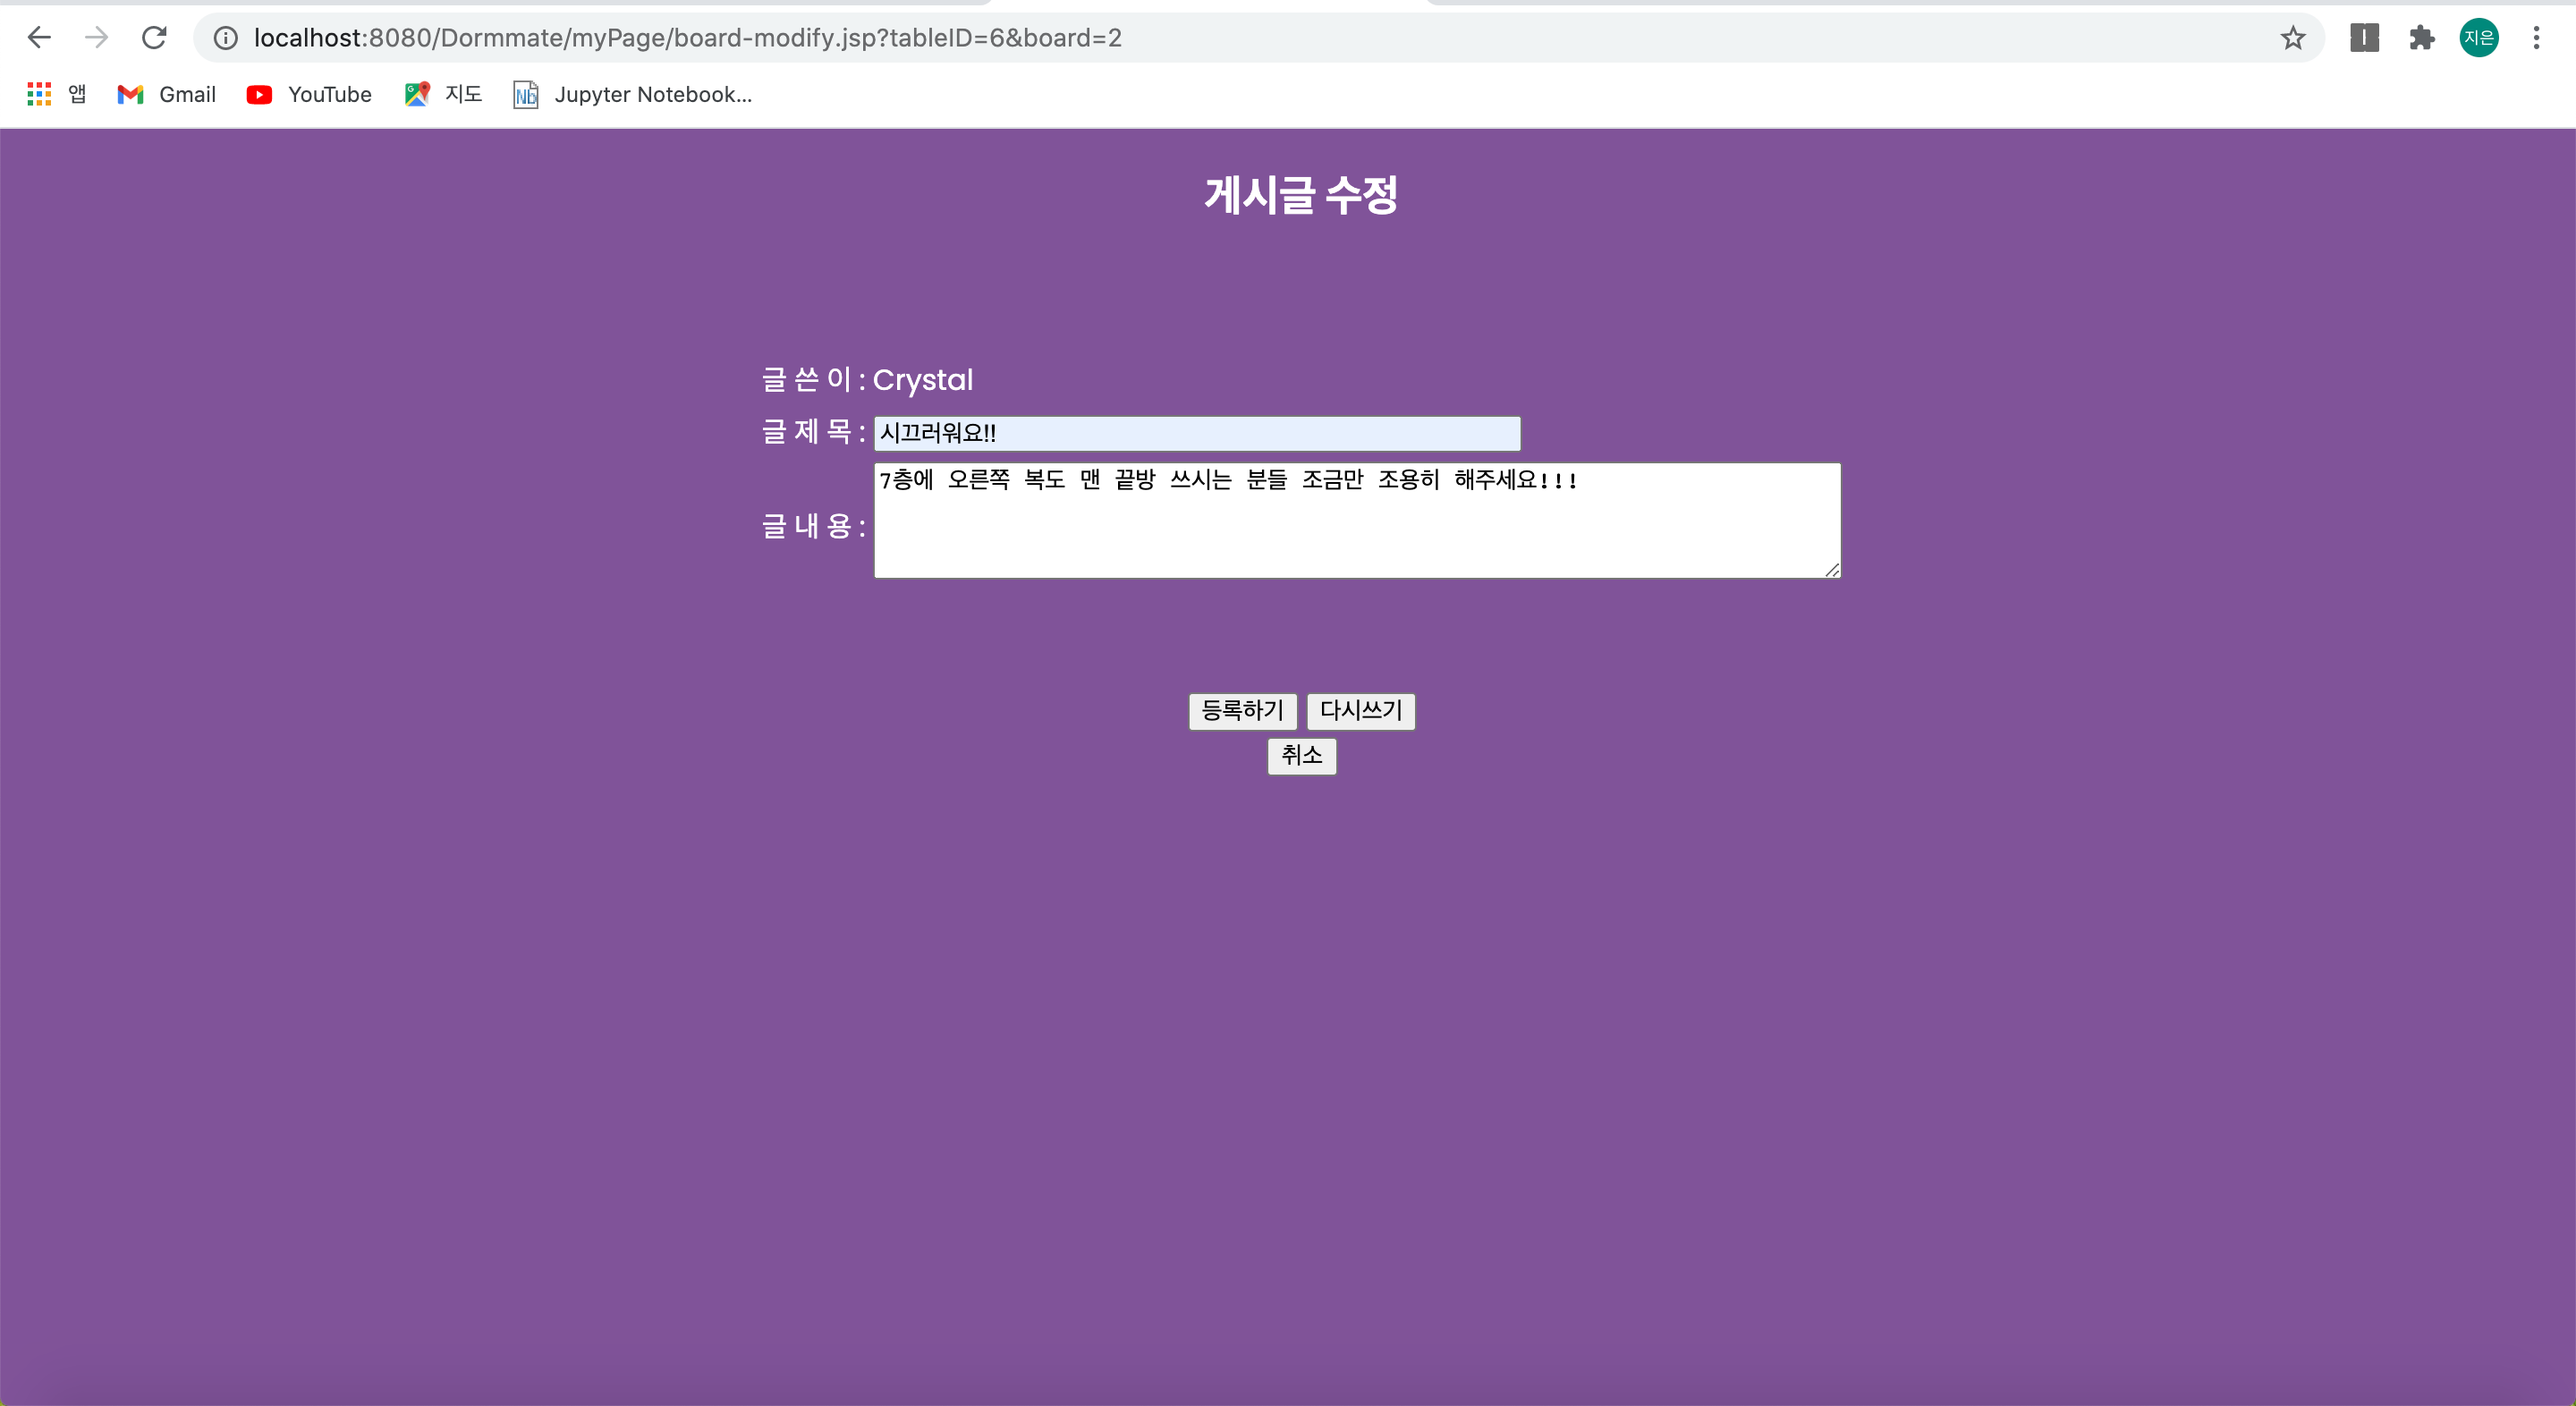 localhost:8080/Dormmate/myPage/board-modify.jsp?tableID=6&board=2
지은
앱 Gmail YouTube 지도 Jupyter Notebook...
게시글 수정
글 쓴 이 : Crystal
글 제 목 : 시끄러워요!!
글 내 용 : 7층에 오른쪽 복도 맨 끝방 쓰시는 분들 조금만 조용히 해주세요!!!
등록하기 다시쓰기
취소